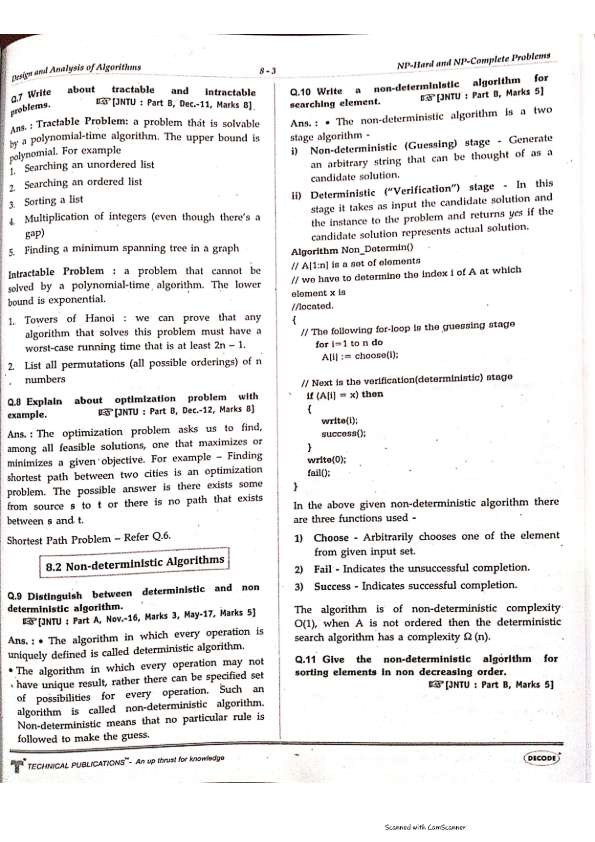 Design and Analysis of Algorithms
8 - 3
NP-Hard and NP-Complete Problems
Q.7 Write about tractable and intractable
problems. [JNTU : Part B, Dec.-11, Marks 8]
Ans. : Tractable Problem: a problem that is solvable
by a polynomial-time algorithm. The upper bound is
polynomial. For example
1. Searching an unordered list
2. Searching an ordered list
3. Sorting a list
4. Multiplication of integers (even though there's a
gap)
5. Finding a minimum spanning tree in a graph
Intractable Problem : a problem that cannot be
solved by a polynomial-time algorithm. The lower
bound is exponential.
1. Towers of Hanoi : we can prove that any
algorithm that solves this problem must have a
worst-case running time that is at least 2n – 1.
2. List all permutations (all possible orderings) of n
numbers
Q.8 Explain about optimization problem with
example. [JNTU : Part B, Dec.-12, Marks 8]
Ans. : The optimization problem asks us to find,
among all feasible solutions, one that maximizes or
minimizes a given objective. For example – Finding
shortest path between two cities is an optimization
problem. The possible answer is there exists some
from source s to t or there is no path that exists
between s and t.
Shortest Path Problem – Refer Q.6.
8.2 Non-deterministic Algorithms
Q.9 Distinguish between deterministic and non
deterministic algorithm.
[JNTU : Part A, Nov.-16, Marks 3, May-17, Marks 5]
Ans. : • The algorithm in which every operation is
uniquely defined is called deterministic algorithm.
• The algorithm in which every operation may not
have unique result, rather there can be specified set
of possibilities for every operation. Such an
algorithm is called non-deterministic algorithm.
Non-deterministic means that no particular rule is
followed to make the guess.
Q.10 Write a non-deterministic algorithm for
searching element. [JNTU : Part B, Marks 5]
Ans. : • The non-deterministic algorithm is a two
stage algorithm -
i) Non-deterministic (Guessing) stage - Generate
an arbitrary string that can be thought of as a
candidate solution.
ii) Deterministic ("Verification") stage - In this
stage it takes as input the candidate solution and
the instance to the problem and returns yes if the
candidate solution represents actual solution.
Algorithm Non_Determin()
// A[1:n] is a set of elements
// we have to determine the index i of A at which
element x is
//located.
{
// The following for-loop is the guessing stage
for i=1 to n do
A[i] := choose(i);
// Next is the verification(deterministic) stage
if (A[i] = x) then
{
write(i);
success();
}
write(0);
fail();
}
In the above given non-deterministic algorithm there
are three functions used -
1) Choose - Arbitrarily chooses one of the element
from given input set.
2) Fail - Indicates the unsuccessful completion.
3) Success - Indicates successful completion.
The algorithm is of non-deterministic complexity
O(1), when A is not ordered then the deterministic
search algorithm has a complexity Ω (n).
Q.11 Give the non-deterministic algorithm for
sorting elements in non decreasing order.
[JNTU : Part B, Marks 5]
TECHNICAL PUBLICATIONS™- An up thrust for knowledge
DECODE
Scanned with CamScanner